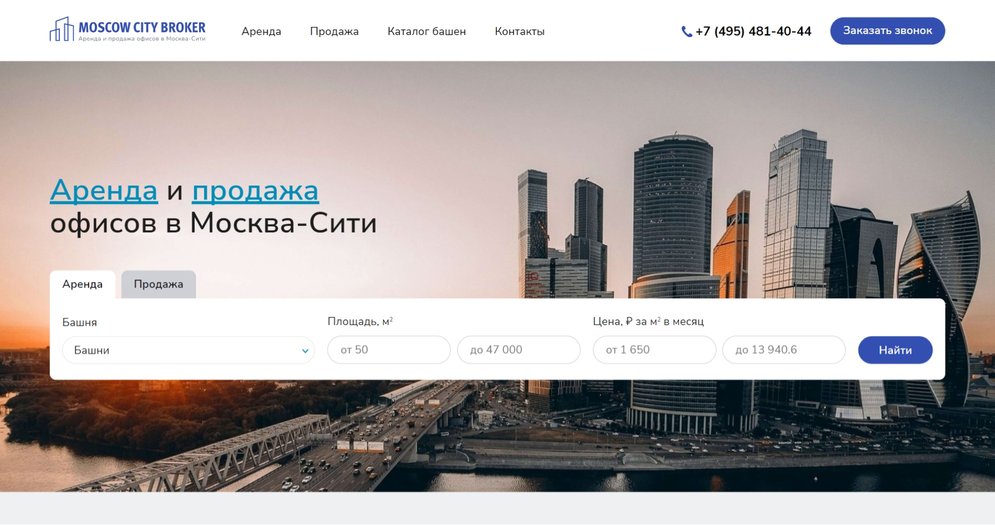 MOSCOW CITY BROKER
Аренда и продажа офисов в Москва-Сити
Аренда
Продажа
Каталог башен
Контакты
+7 (495) 481-40-44
Заказать звонок
Аренда и продажа
офисов в Москва-Сити
Аренда
Продажа
Башня
Башни
Площадь, м²
от 50
до 47 000
Цена, ₽ за м² в месяц
от 1 650
до 13 940.6
Найти